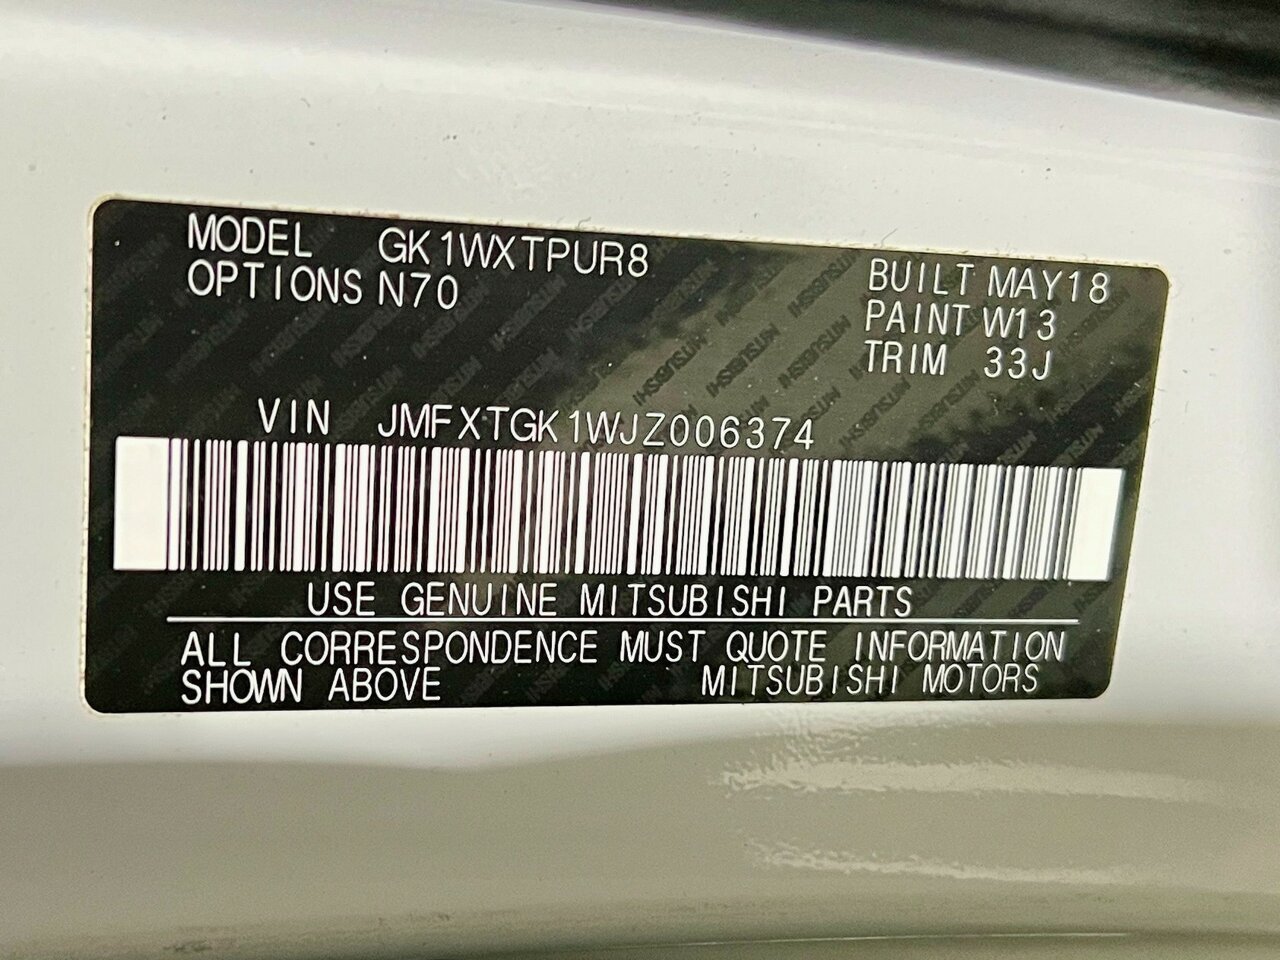 MODEL GK1WXTPUR8
OPTIONS N70
BUILT MAY18
PAINT W13
TRIM 33J
VIN JMFXTGK1WJZ006374
USE GENUINE MITSUBISHI PARTS
ALL CORRESPONDENCE MUST QUOTE INFORMATION
SHOWN ABOVE MITSUBISHI MOTORS